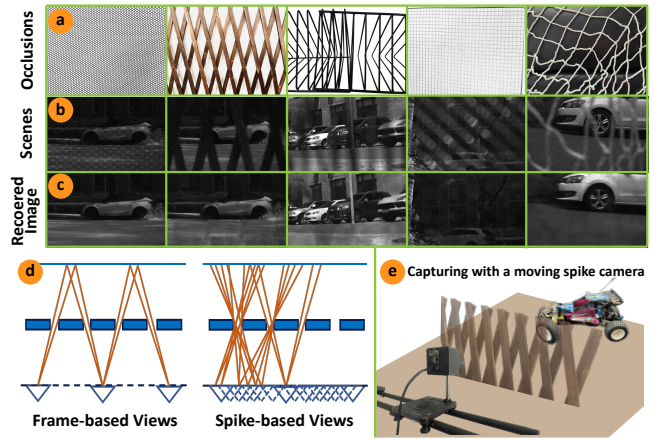 a
Occlusions
b
Scenes
c
Recoered
Image
d
Frame-based Views
Spike-based Views
e
Capturing with a moving spike camera